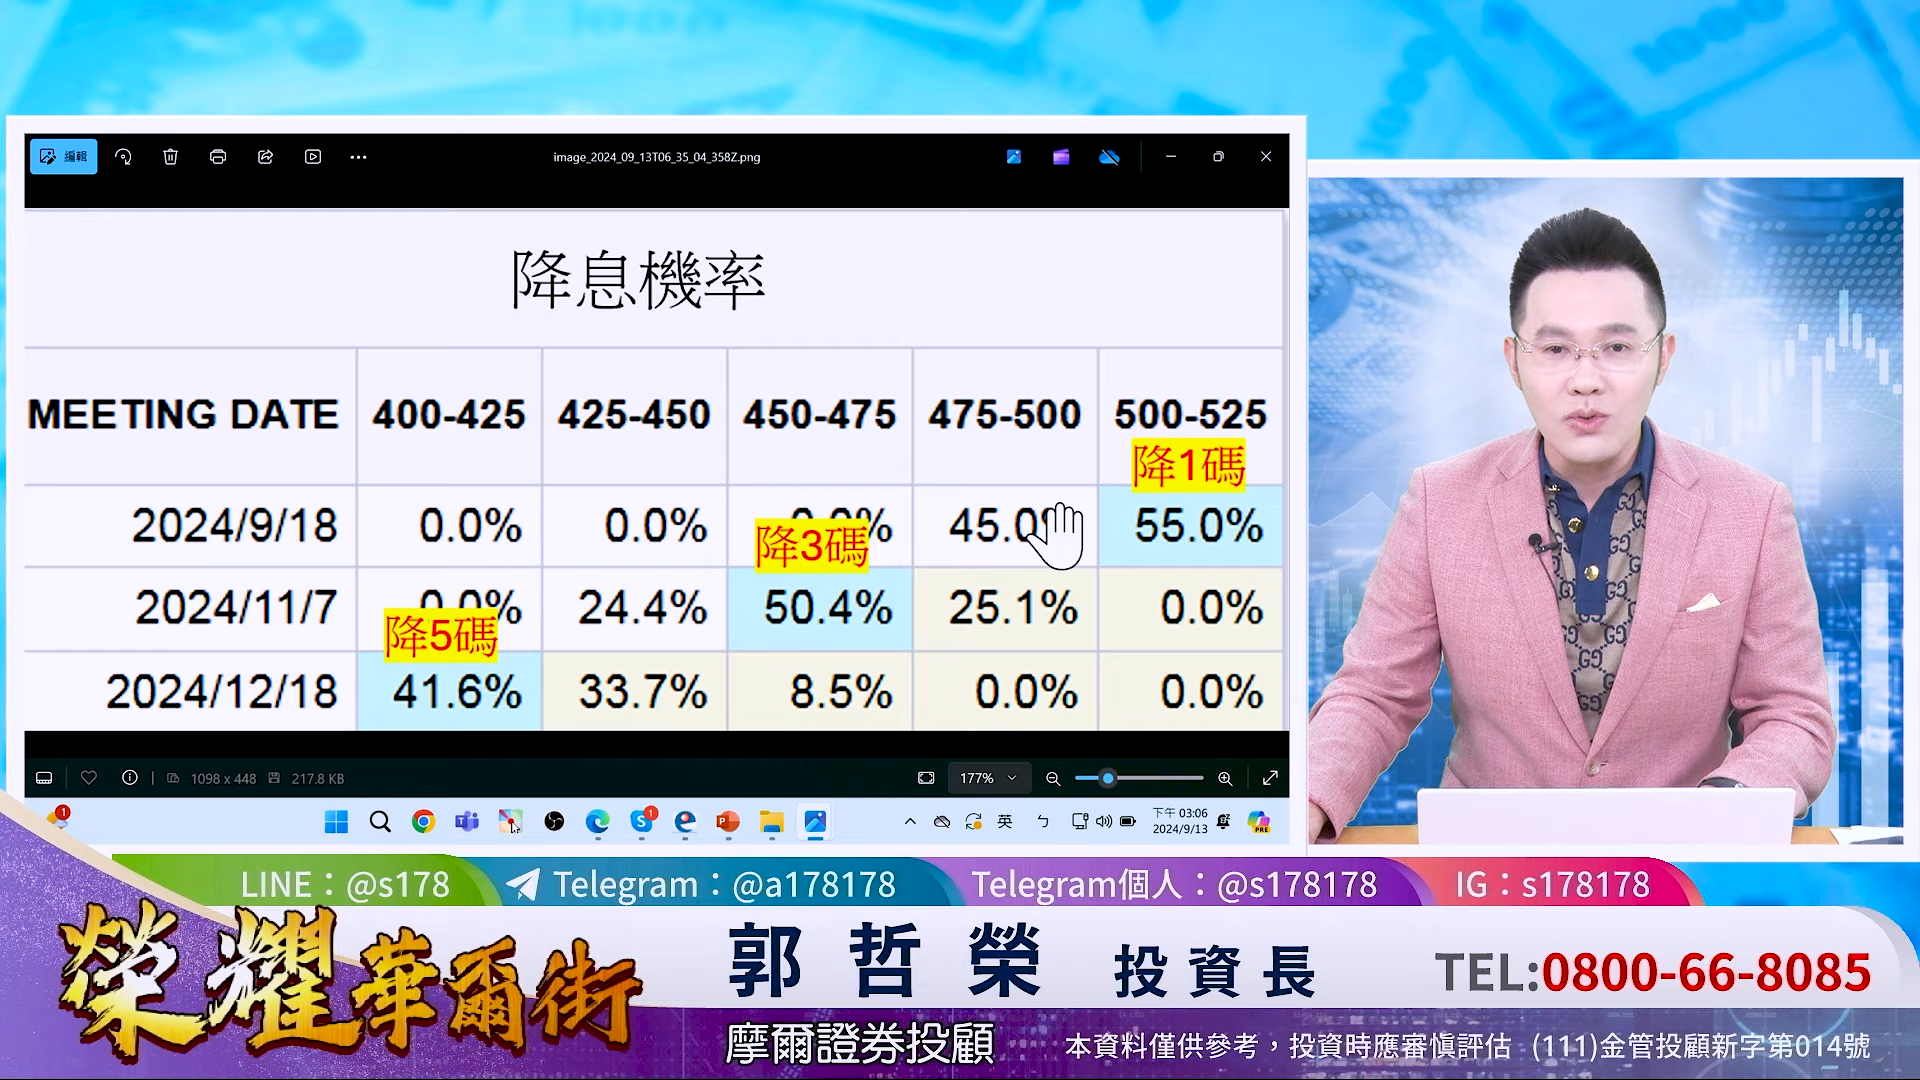 編輯
image_2024_09_13T06_35_04_358Z.png
降息機率
MEETING DATE 400-425 425-450 450-475 475-500 500-525
降1碼
2024/9/18 0.0% 0.0% 45.0 55.0%
降3碼
2024/11/7 0.0% 24.4% 50.4% 25.1% 0.0%
降5碼
2024/12/18 41.6% 33.7% 8.5% 0.0% 0.0%
1098 x 448 217.8 KB 177%
1
1
英 ㄅ 下午 03:06
2024/9/13
PRE
LINE：@s178 Telegram：@a178178 Telegram個人：@s178178 IG：s178178
榮耀華爾街
郭哲榮 投資長 TEL:0800-66-8085
摩爾證券投顧 本資料僅供參考，投資時應審慎評估 (111)金管投顧新字第014號